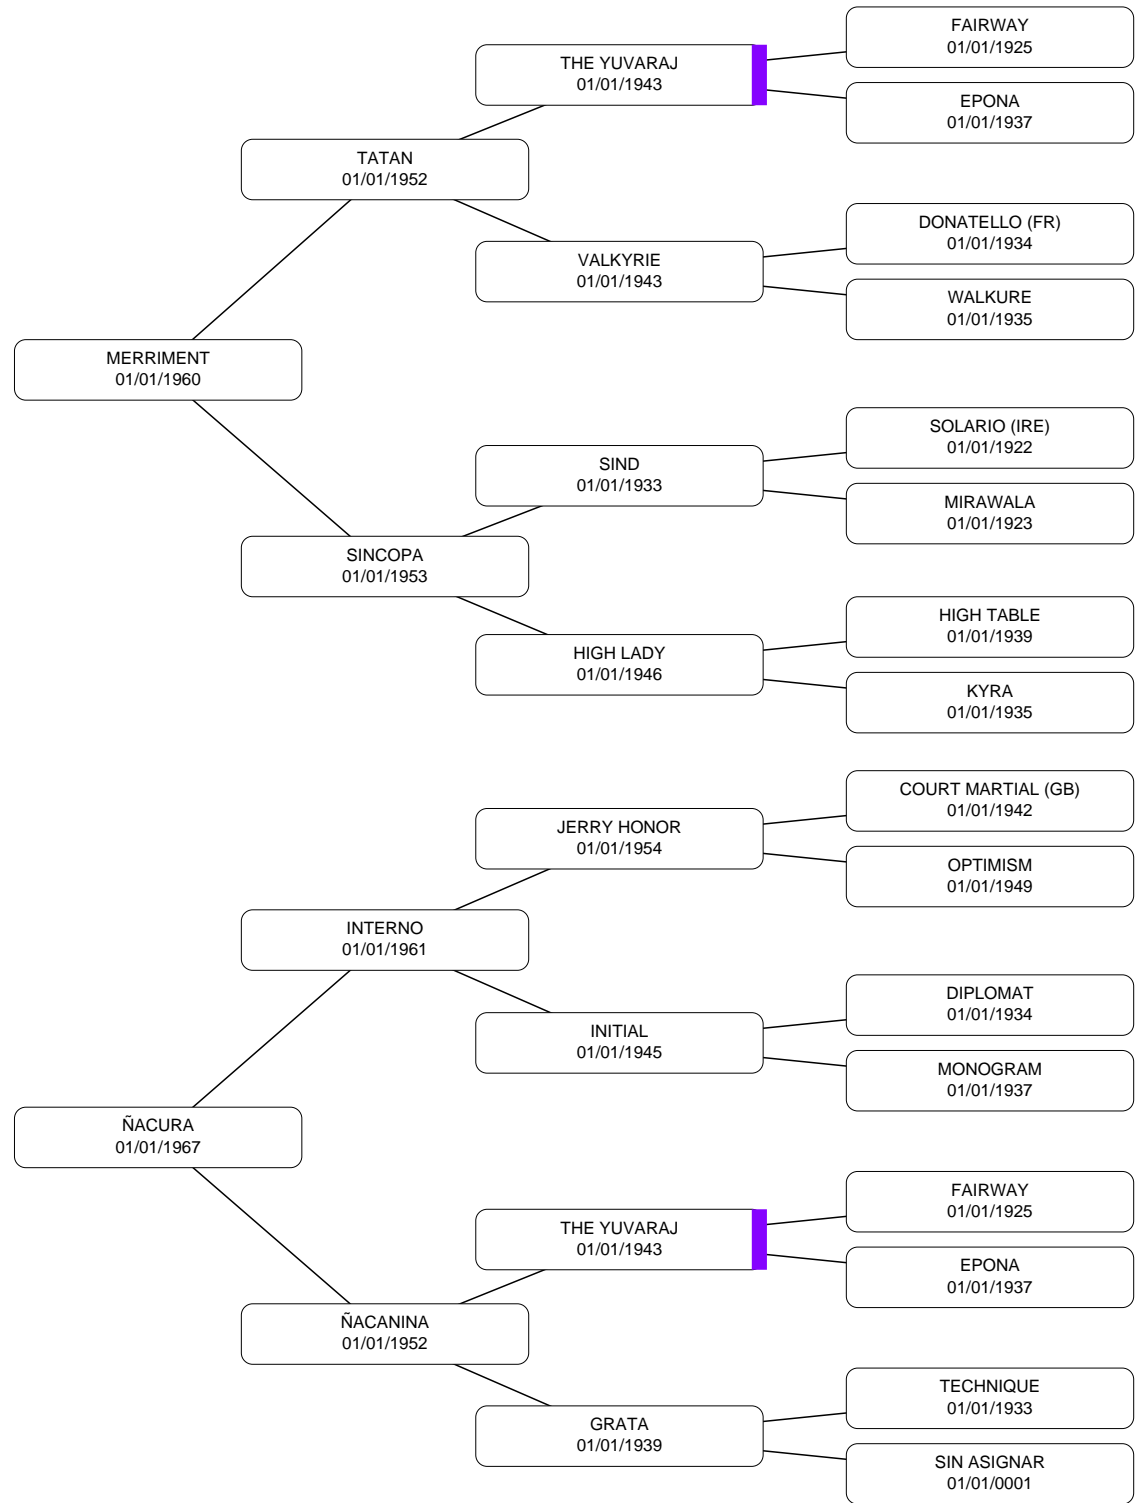 FAIRWAY
01/01/1925
THE YUVARAJ
01/01/1943
EPONA
01/01/1937
TATAN
01/01/1952
DONATELLO (FR)
01/01/1934
VALKYRIE
01/01/1943
WALKURE
01/01/1935
MERRIMENT
01/01/1960
SOLARIO (IRE)
01/01/1922
SIND
01/01/1933
MIRAWALA
01/01/1923
SINCOPA
01/01/1953
HIGH TABLE
01/01/1939
HIGH LADY
01/01/1946
KYRA
01/01/1935
COURT MARTIAL (GB)
01/01/1942
JERRY HONOR
01/01/1954
OPTIMISM
01/01/1949
INTERNO
01/01/1961
DIPLOMAT
01/01/1934
INITIAL
01/01/1945
MONOGRAM
01/01/1937
ÑACURA
01/01/1967
FAIRWAY
01/01/1925
THE YUVARAJ
01/01/1943
EPONA
01/01/1937
ÑACANINA
01/01/1952
TECHNIQUE
01/01/1933
GRATA
01/01/1939
SIN ASIGNAR
01/01/0001